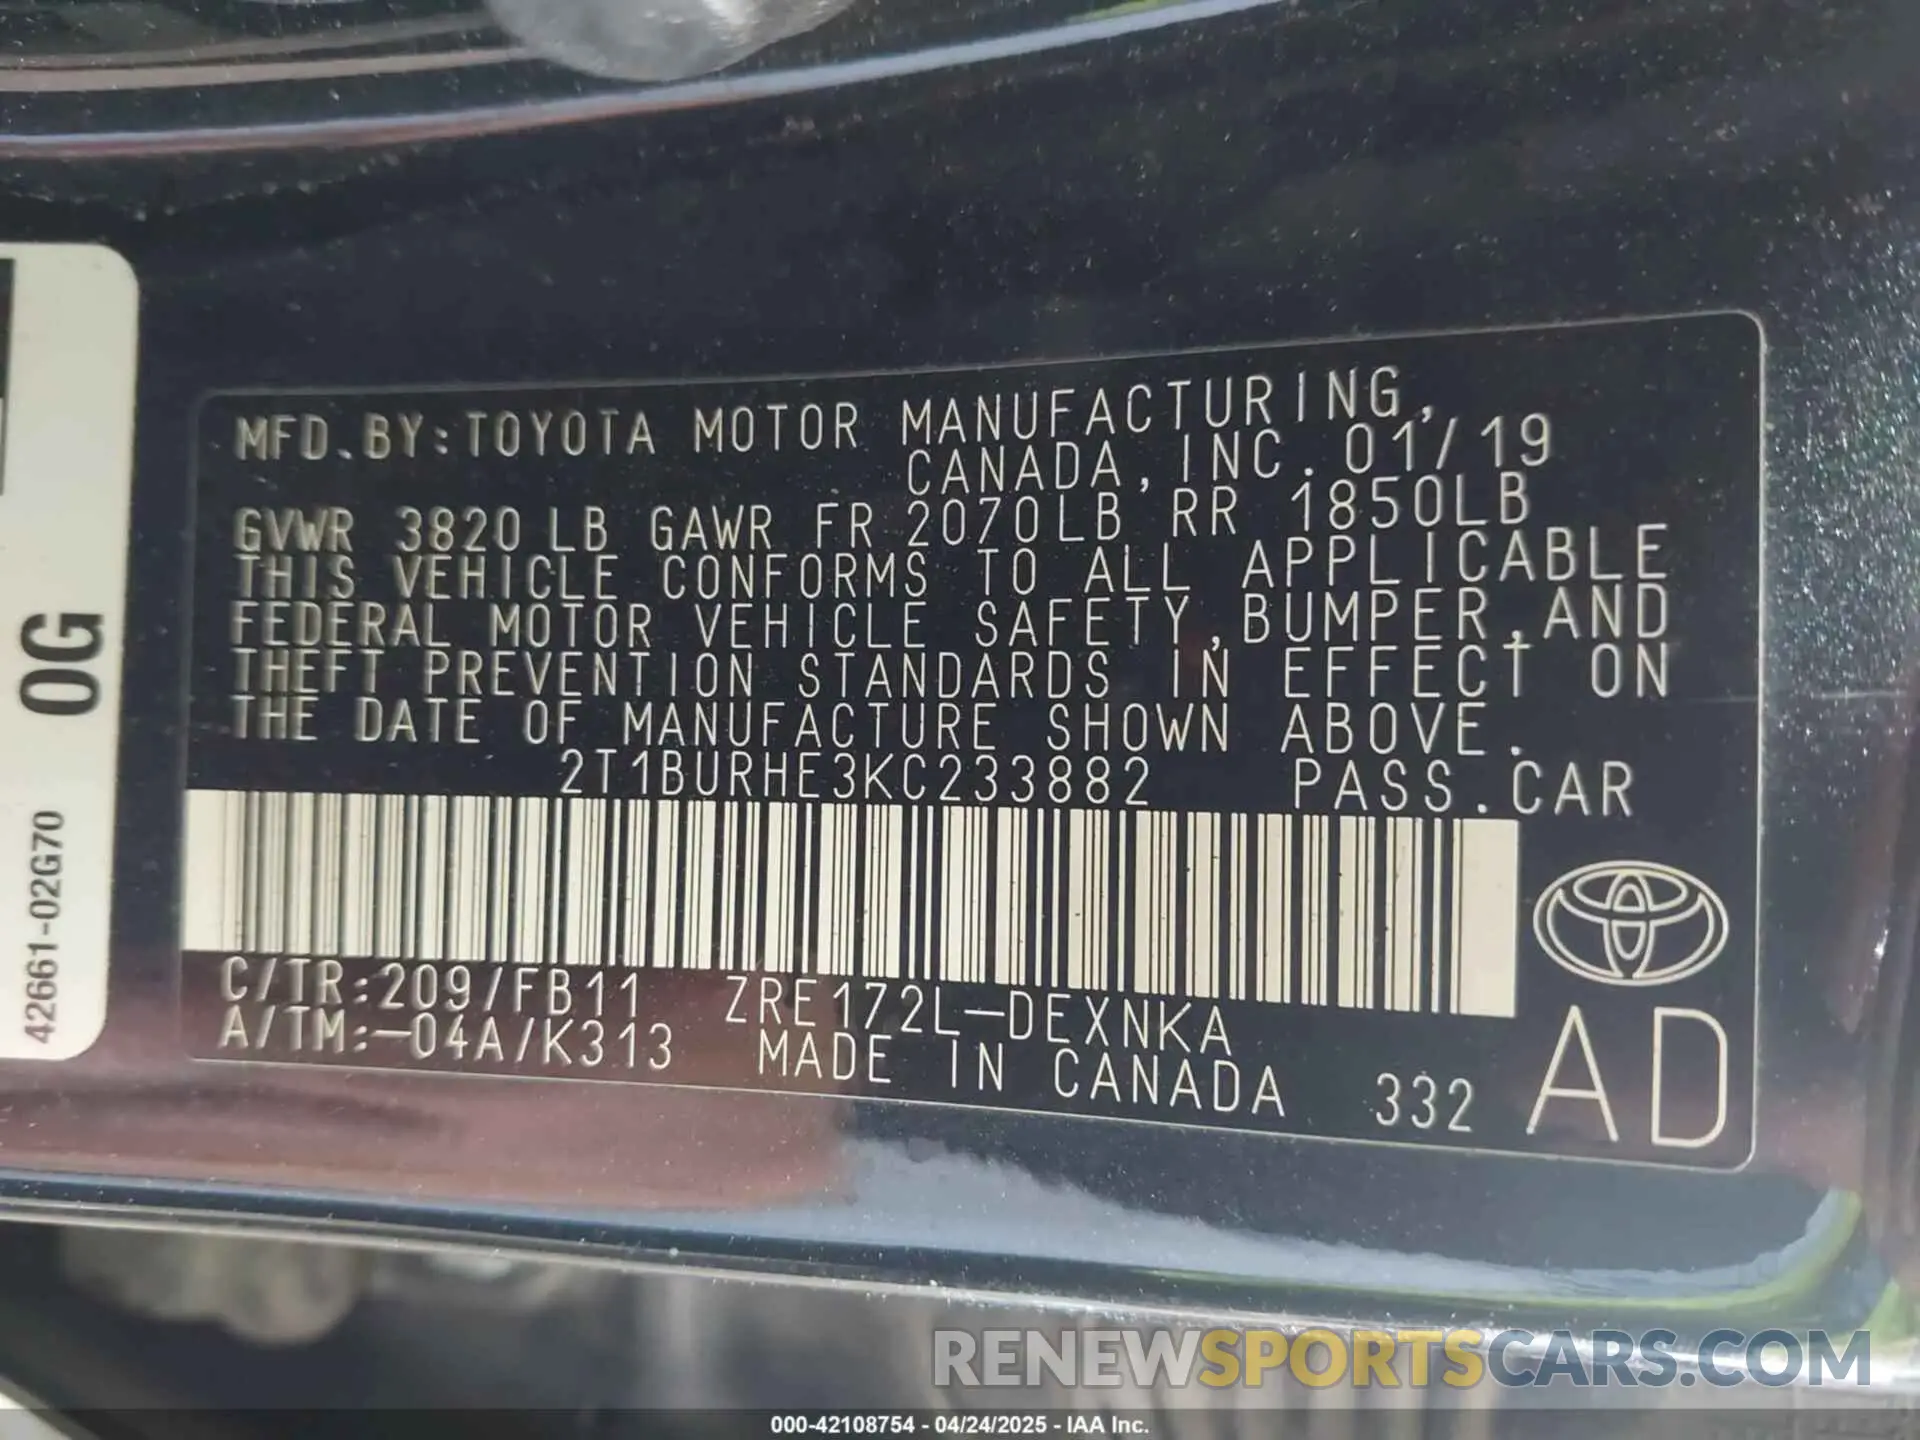 MFD.BY:TOYOTA MOTOR MANUFACTURING,
CANADA,INC. 01/19
GVWR 3820 LB GAWR FR 2070LB RR 1850LB
THIS VEHICLE CONFORMS TO ALL APPLICABLE
FEDERAL MOTOR VEHICLE SAFETY,BUMPER,AND
THEFT PREVENTION STANDARDS IN EFFECT ON
THE DATE OF MANUFACTURE SHOWN ABOVE.
2T1BURHE3KC233882 PASS.CAR
C/TR:209/FB11 ZRE172L-DEXNKA
A/TM:-04A/K313 MADE IN CANADA 332 AD
0G
42661-02G70
RENEWSPORTSCARS.COM
000-42108754 - 04/24/2025 - IAA Inc.